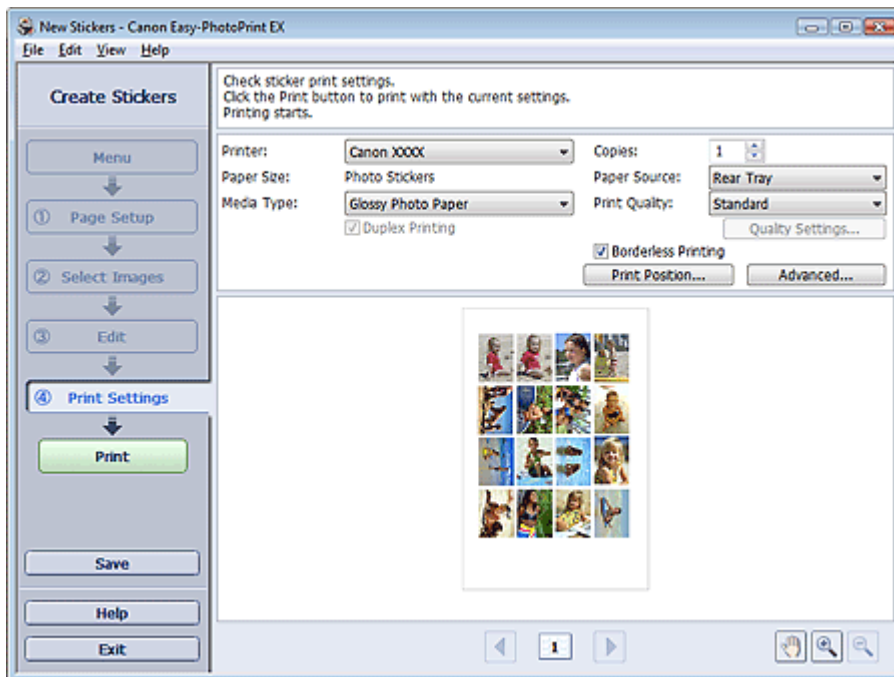 New Stickers - Canon Easy-PhotoPrint EX
File Edit View Help
Create Stickers
Menu
① Page Setup
② Select Images
③ Edit
④ Print Settings
Print
Save
Help
Exit
Check sticker print settings.
Click the Print button to print with the current settings.
Printing starts.
Printer: Canon XXXX Copies: 1
Paper Size: Photo Stickers Paper Source: Rear Tray
Media Type: Glossy Photo Paper Print Quality: Standard
Duplex Printing Quality Settings...
Borderless Printing
Print Position... Advanced...
1